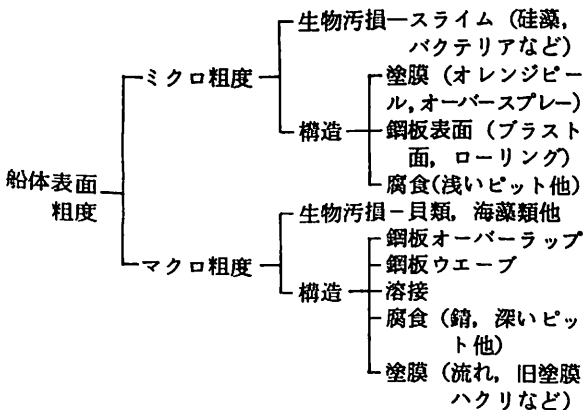 生物汚損―スライム（硅藻,
バクテリアなど）
ミクロ粗度
塗膜（オレンジピー
ル,オーバースプレー）
構造
鋼板表面（ブラスト
面, ローリング）
腐食(浅いピット他)
船体表面
粗度
生物汚損－貝類, 海藻類他
マクロ粗度
鋼板オーバーラップ
鋼板ウエーブ
構造
溶接
腐食（錆, 深いピッ
ト他）
塗膜（流れ, 旧塗膜
ハクリなど）